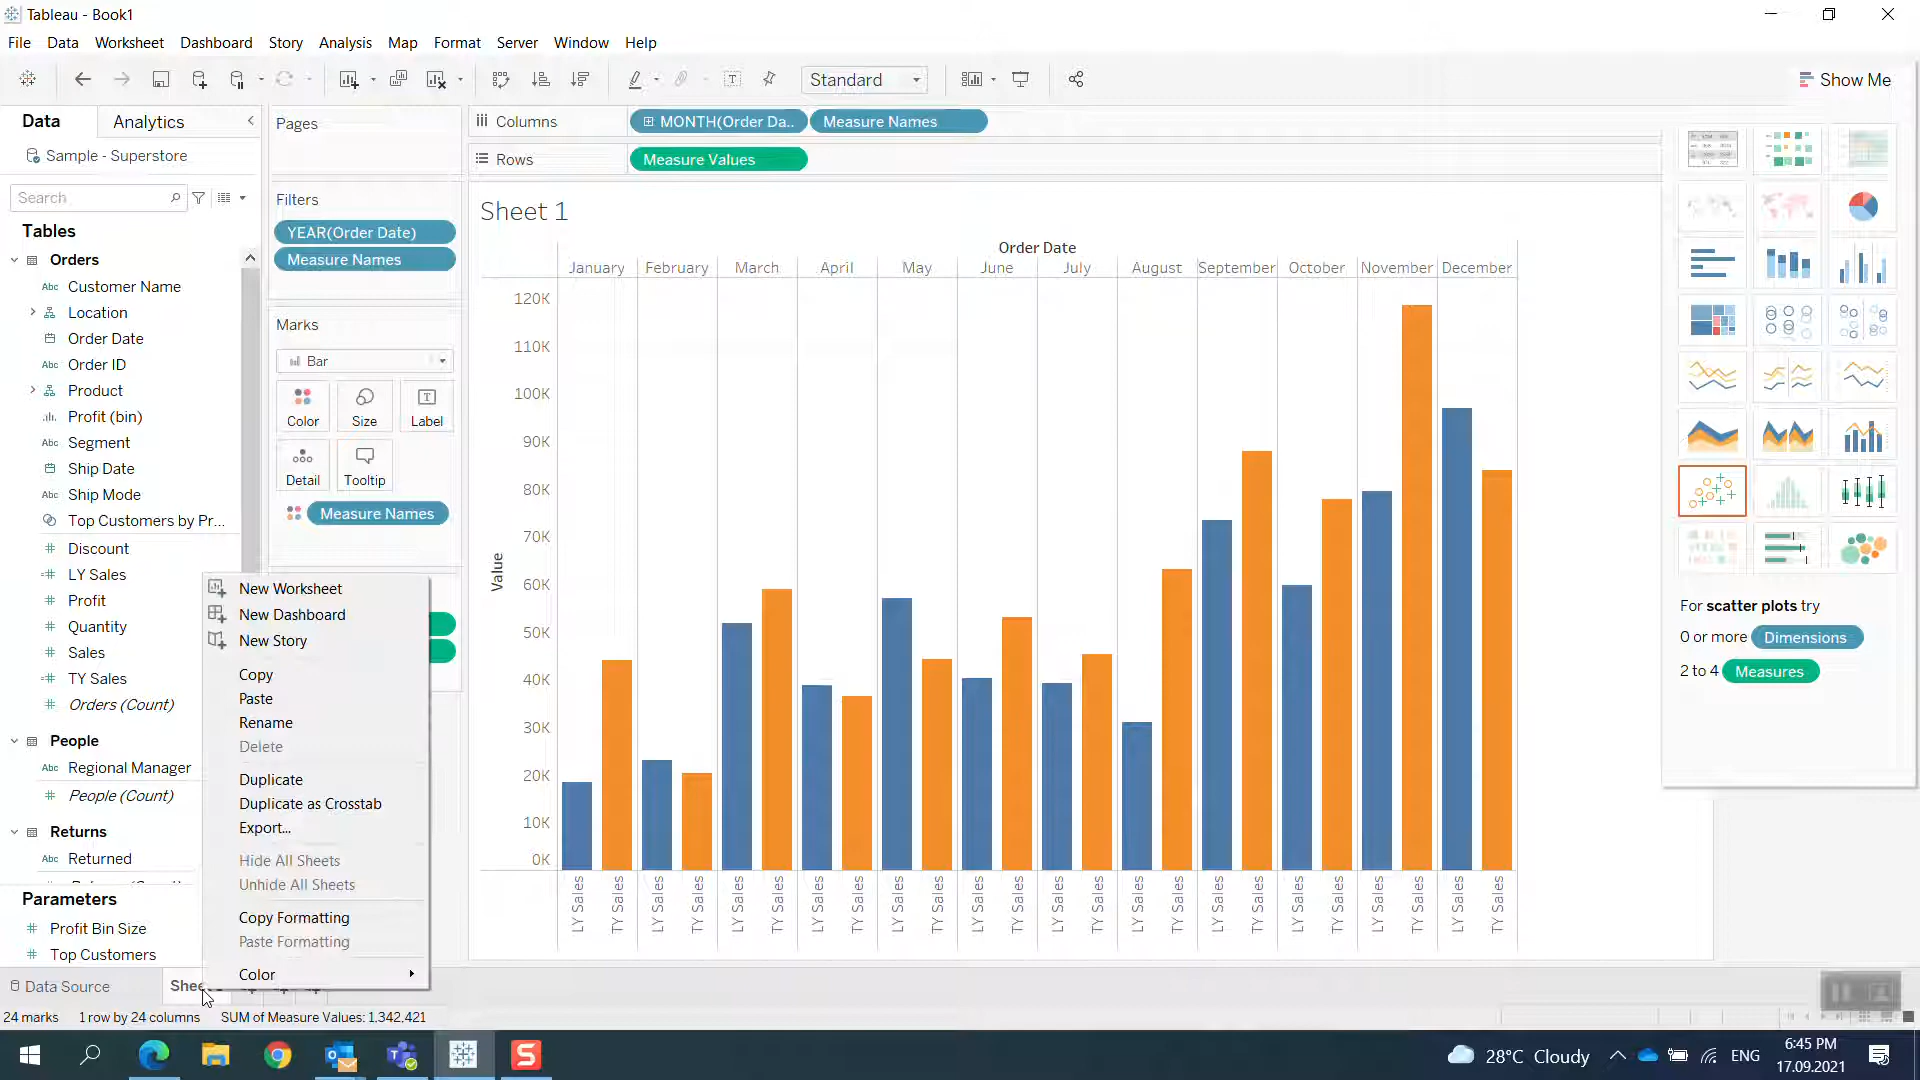 Tableau - Book1
File Data Worksheet Dashboard Story Analysis Map Format Server Window Help
Standard
Show Me
Data Analytics
Sample - Superstore
Search
Tables
Orders
Abc Customer Name
Location
Order Date
Abc Order ID
Product
Profit (bin)
Abc Segment
Ship Date
Abc Ship Mode
Top Customers by Pr...
# Discount
=# LY Sales
# Profit
# Quantity
# Sales
=# TY Sales
# Orders (Count)
People
Abc Regional Manager
# People (Count)
Returns
Abc Returned
Parameters
# Profit Bin Size
# Top Customers
Pages
Filters
YEAR(Order Date)
Measure Names
Marks
Bar
Color Size Label
Detail Tooltip
Measure Names
New Worksheet
New Dashboard
New Story
Copy
Paste
Rename
Delete
Duplicate
Duplicate as Crosstab
Export...
Hide All Sheets
Unhide All Sheets
Copy Formatting
Paste Formatting
Color
Columns MONTH(Order Da.. Measure Names
Rows Measure Values
Sheet 1
Order Date
January February March April May June July August September October November December
Value
120K
110K
100K
90K
80K
70K
60K
50K
40K
30K
20K
10K
0K
LY Sales TY Sales LY Sales TY Sales LY Sales TY Sales LY Sales TY Sales LY Sales TY Sales LY Sales TY Sales LY Sales TY Sales LY Sales TY Sales LY Sales TY Sales LY Sales TY Sales LY Sales TY Sales LY Sales TY Sales
For scatter plots try
0 or more Dimensions
2 to 4 Measures
Data Source Shee
24 marks 1 row by 24 columns SUM of Measure Values: 1,342,421
28°C Cloudy ENG
6:45 PM
17.09.2021